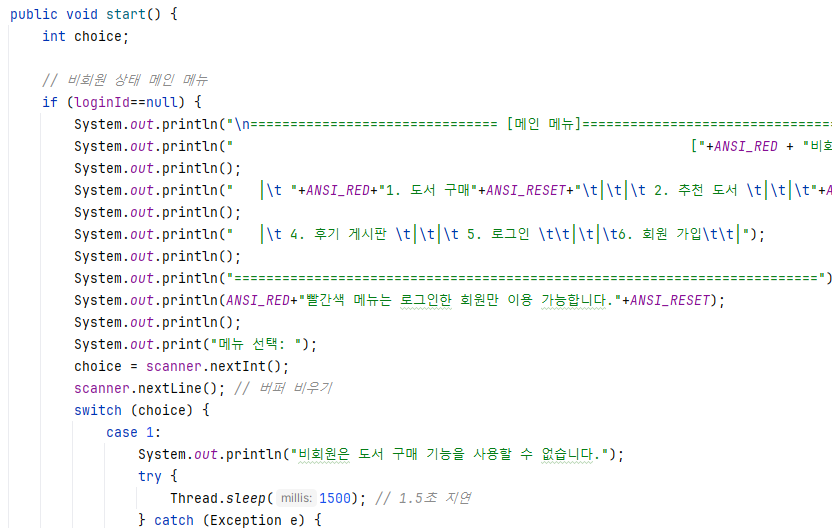 public void start() {
int choice;
// 비회원 상태 메인 메뉴
if (loginId==null) {
System.out.println("\n=============================== [메인 메뉴]===============================
System.out.println("                                                         ["+ANSI_RED + "비회
System.out.println();
System.out.println("   |\t "+ANSI_RED+"1. 도서 구매"+ANSI_RESET+"\t|\t|\t 2. 추천 도서 \t|\t|\t"+A
System.out.println();
System.out.println("   |\t 4. 후기 게시판 \t|\t|\t 5. 로그인 \t\t|\t|\t6. 회원 가입\t\t|");
System.out.println();
System.out.println("=========================================================================")
System.out.println(ANSI_RED+"빨간색 메뉴는 로그인한 회원만 이용 가능합니다."+ANSI_RESET);
System.out.println();
System.out.print("메뉴 선택: ");
choice = scanner.nextInt();
scanner.nextLine(); // 버퍼 비우기
switch (choice) {
case 1:
System.out.println("비회원은 도서 구매 기능을 사용할 수 없습니다.");
try {
Thread.sleep( millis: 1500); // 1.5초 지연
} catch (Exception e) {